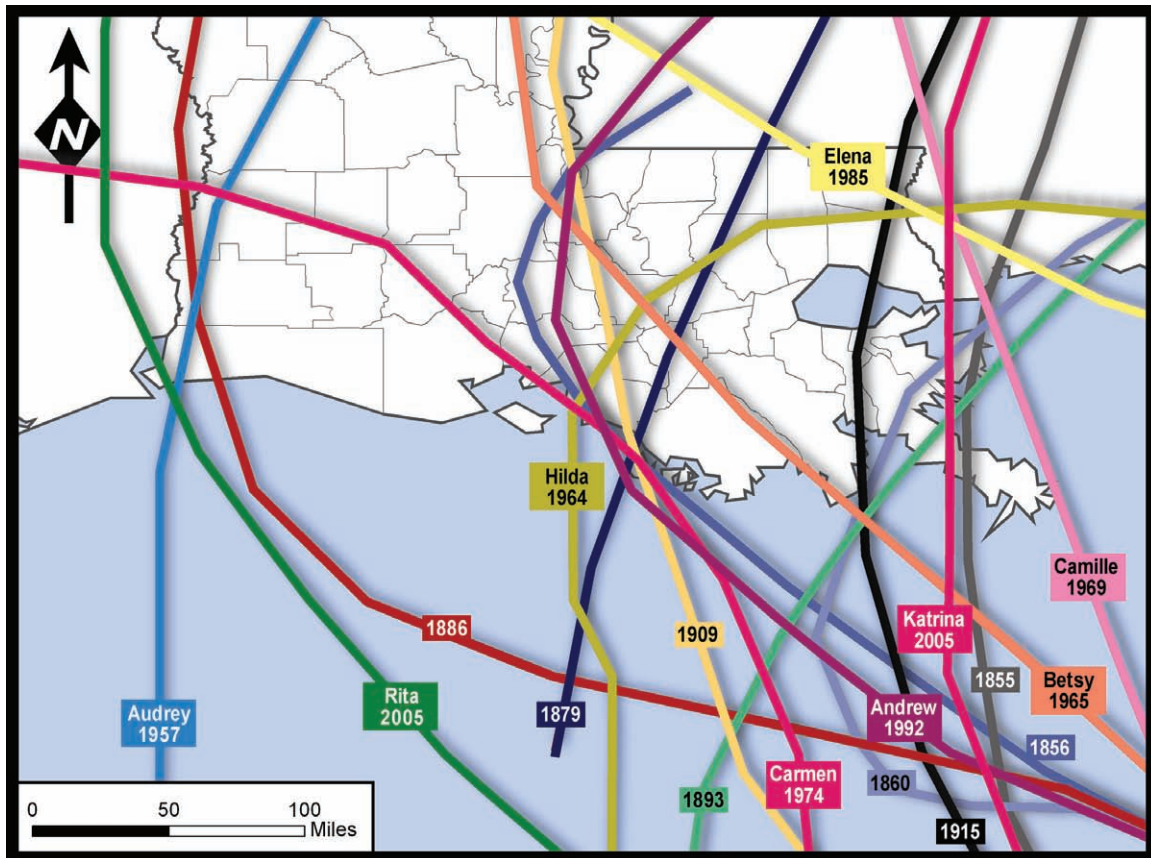 N
Elena
1985
Hilda
1964
Camille
1969
1886
1909
Katrina
2005
1855
Betsy
1965
Audrey
1957
Rita
2005
1879
Andrew
1992
1856
1860
Carmen
1974
1893
1915
0 50 100
Miles